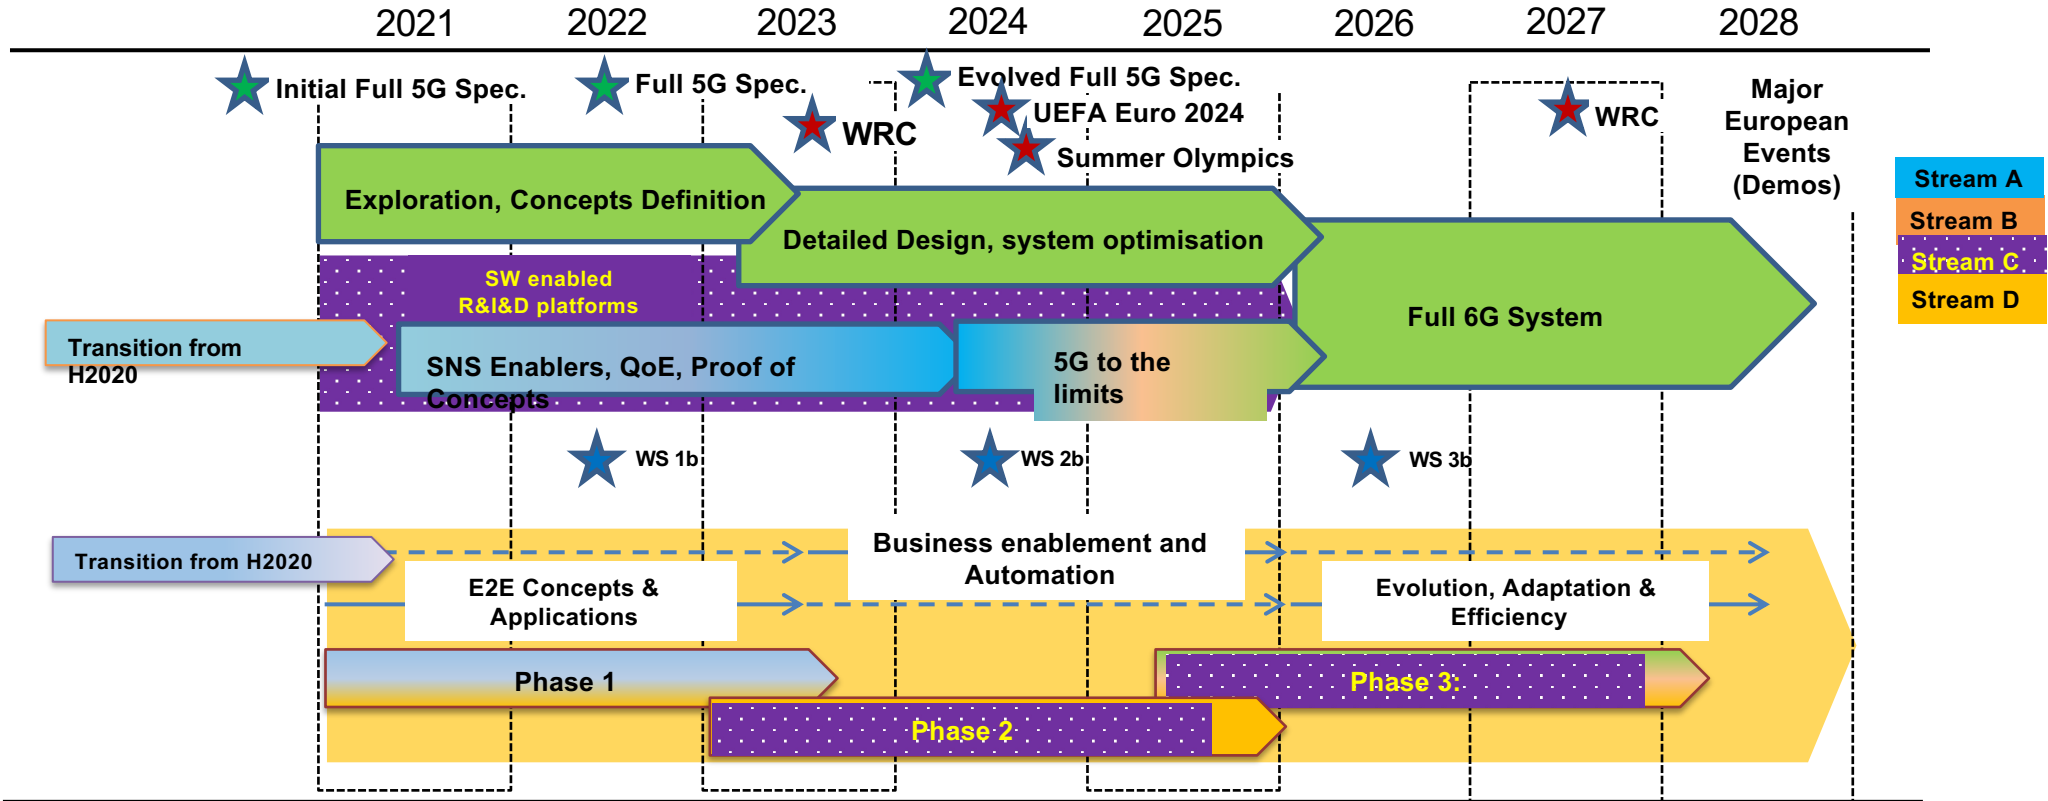 2021 2022 2023 2024 2025 2026 2027 2028
Initial Full 5G Spec.
Full 5G Spec.
WRC
Evolved Full 5G Spec.
UEFA Euro 2024
Summer Olympics
WRC
Major
European
Events
(Demos)
Stream A
Stream B
Stream C
Stream D
Exploration, Concepts Definition
Detailed Design, system optimisation
Full 6G System
SW enabled
R&I&D platforms
Transition from
H2020
SNS Enablers, QoE, Proof of
Concepts
5G to the
limits
WS 1b
WS 2b
WS 3b
Transition from H2020
Business enablement and
Automation
E2E Concepts &
Applications
Evolution, Adaptation &
Efficiency
Phase 1
Phase 2
Phase 3: